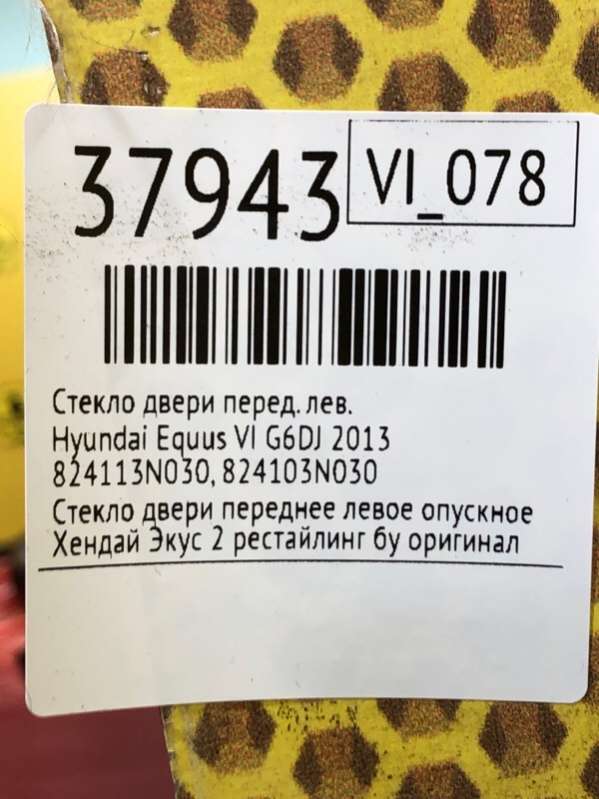 37943
VI_078
Стекло двери перед. лев.
Hyundai Equus VI G6DJ 2013
824113N030, 824103N030
Стекло двери переднее левое опускное
Хендай Экус 2 рестайлинг бу оригинал